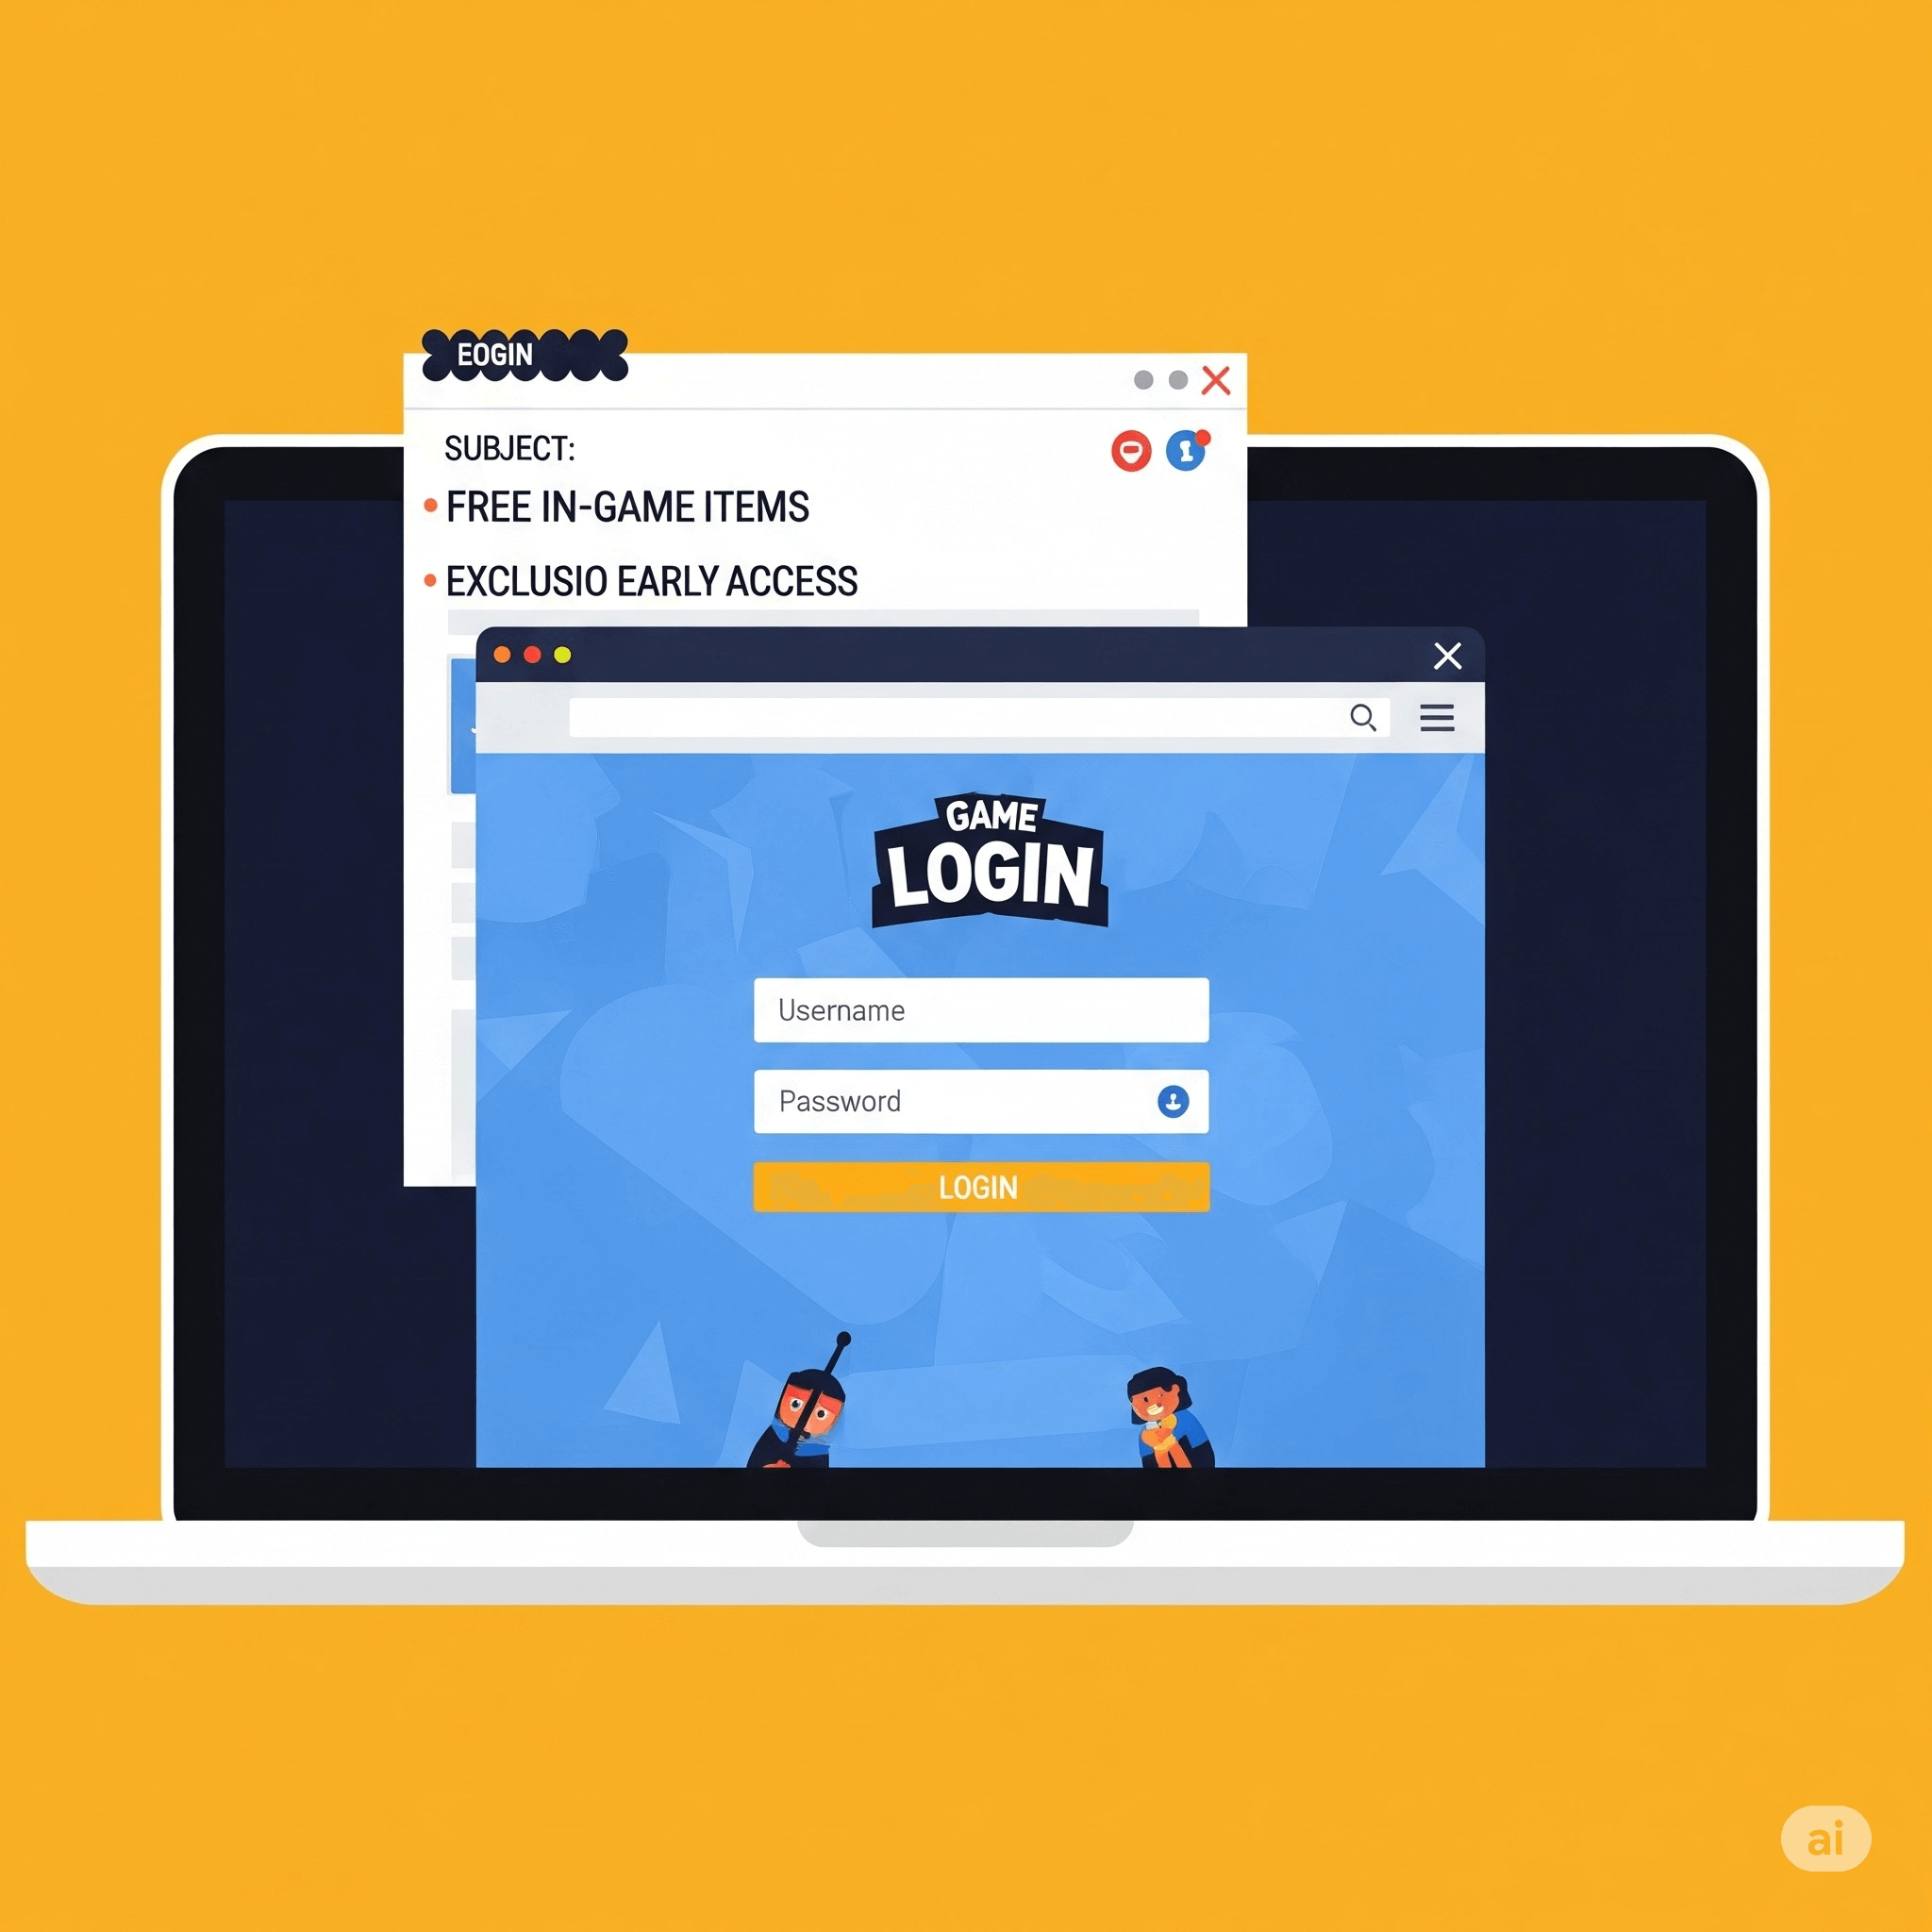 EOGIN
SUBJECT:
FREE IN-GAME ITEMS
EXCLUSIO EARLY ACCESS
GAME
LOGIN
Username
Password
LOGIN
ai